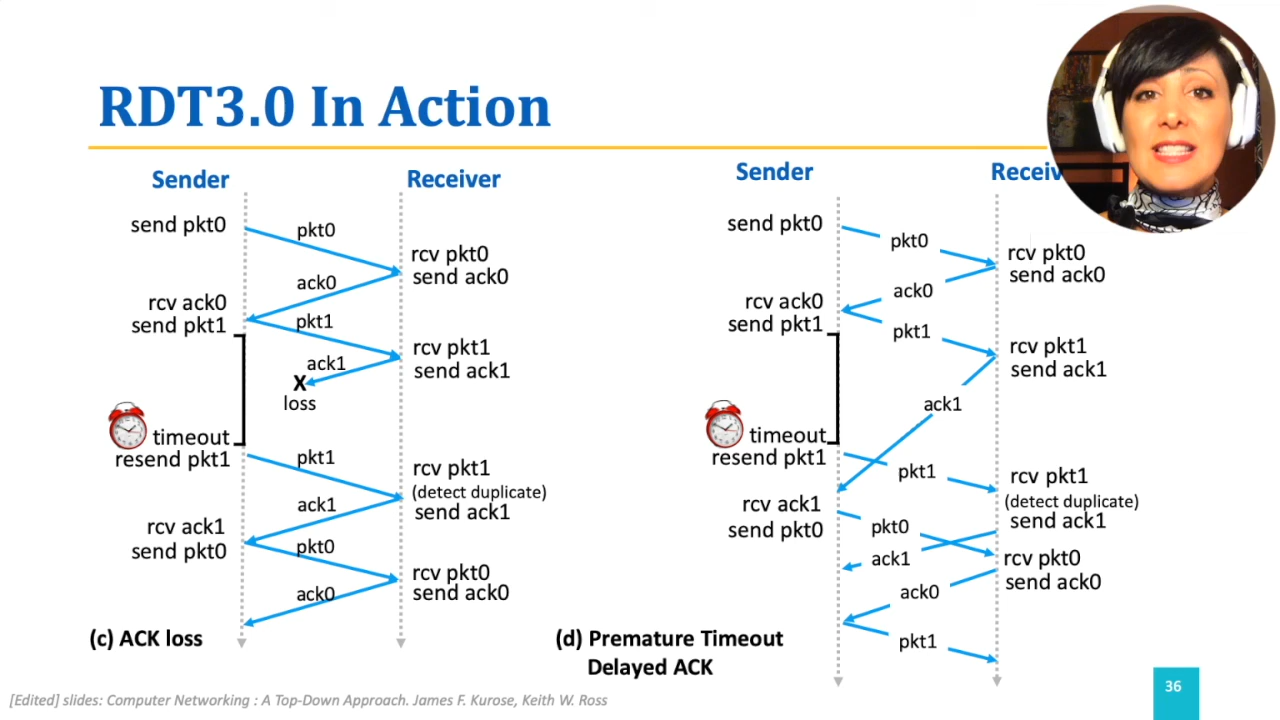 RDT3.0 In Action
Sender
Receiver
send pkt0
pkt0
rcv pkt0
send ack0
ack0
rcv ack0
send pkt1
pkt1
rcv pkt1
send ack1
ack1
X
loss
timeout
resend pkt1
pkt1
rcv pkt1
(detect duplicate)
send ack1
ack1
rcv ack1
send pkt0
pkt0
rcv pkt0
send ack0
ack0
(c) ACK loss
Sender
Receiv
send pkt0
pkt0
rcv pkt0
send ack0
ack0
rcv ack0
send pkt1
pkt1
rcv pkt1
send ack1
ack1
timeout
resend pkt1
pkt1
rcv pkt1
(detect duplicate)
send ack1
rcv ack1
send pkt0
pkt0
ack1
rcv pkt0
send ack0
ack0
pkt1
(d) Premature Timeout
Delayed ACK
36
[Edited] slides: Computer Networking : A Top-Down Approach. James F. Kurose, Keith W. Ross